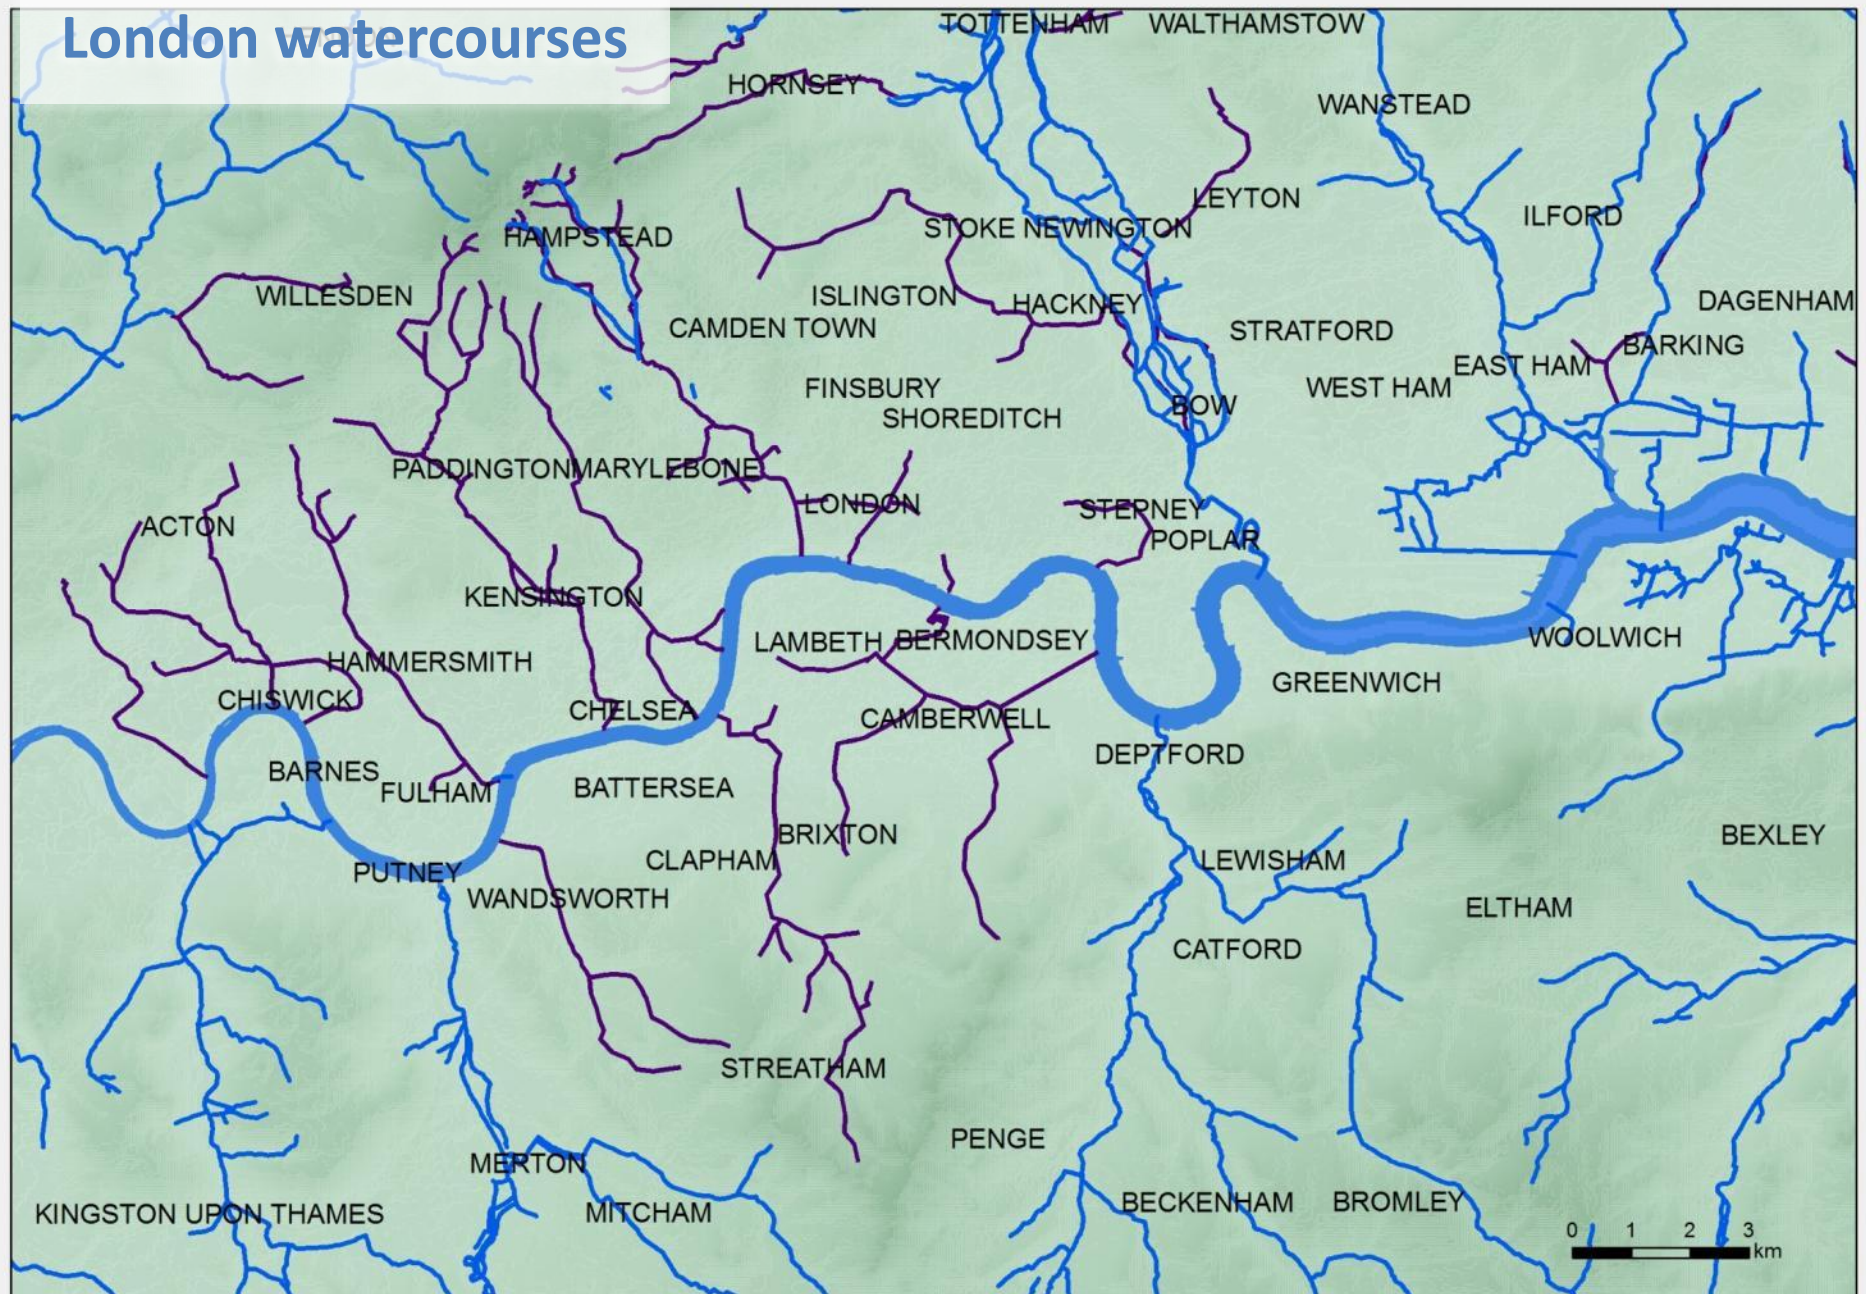 London watercourses
TOTTENHAM
WALTHAMSTOW
HORNSEY
WANSTEAD
LEYTON
ILFORD
STOKE NEWINGTON
HAMPSTEAD
WILLESDEN
ISLINGTON
HACKNEY
DAGENHAM
CAMDEN TOWN
STRATFORD
BARKING
EAST HAM
FINSBURY
WEST HAM
BOW
SHOREDITCH
PADDINGTON
MARYLEBONE
LONDON
STEPNEY
ACTON
POPLAR
KENSINGTON
LAMBETH
BERMONDSEY
WOOLWICH
HAMMERSMITH
GREENWICH
CHISWICK
CHELSEA
CAMBERWELL
DEPTFORD
BARNES
FULHAM
BATTERSEA
BRIXTON
BEXLEY
CLAPHAM
LEWISHAM
PUTNEY
WANDSWORTH
ELTHAM
CATFORD
STREATHAM
PENGE
MERTON
BECKENHAM
BROMLEY
KINGSTON UPON THAMES
MITCHAM
0 1 2 3
km